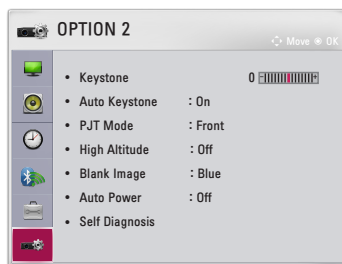 OPTION 2
Move OK
• Keystone 0 - +
• Auto Keystone : On
• PJT Mode : Front
• High Altitude : Off
• Blank Image : Blue
• Auto Power : Off
• Self Diagnosis